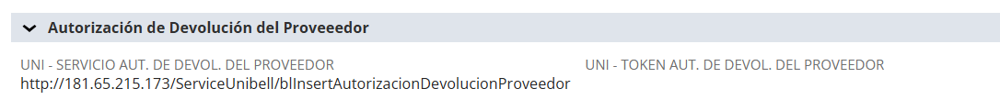 Autorización de Devolución del Proveeedor
UNI - SERVICIO AUT. DE DEVOL. DEL PROVEEDOR
http://181.65.215.173/ServiceUnibell/blInsertAutorizacionDevolucionProveedor
UNI - TOKEN AUT. DE DEVOL. DEL PROVEEDOR